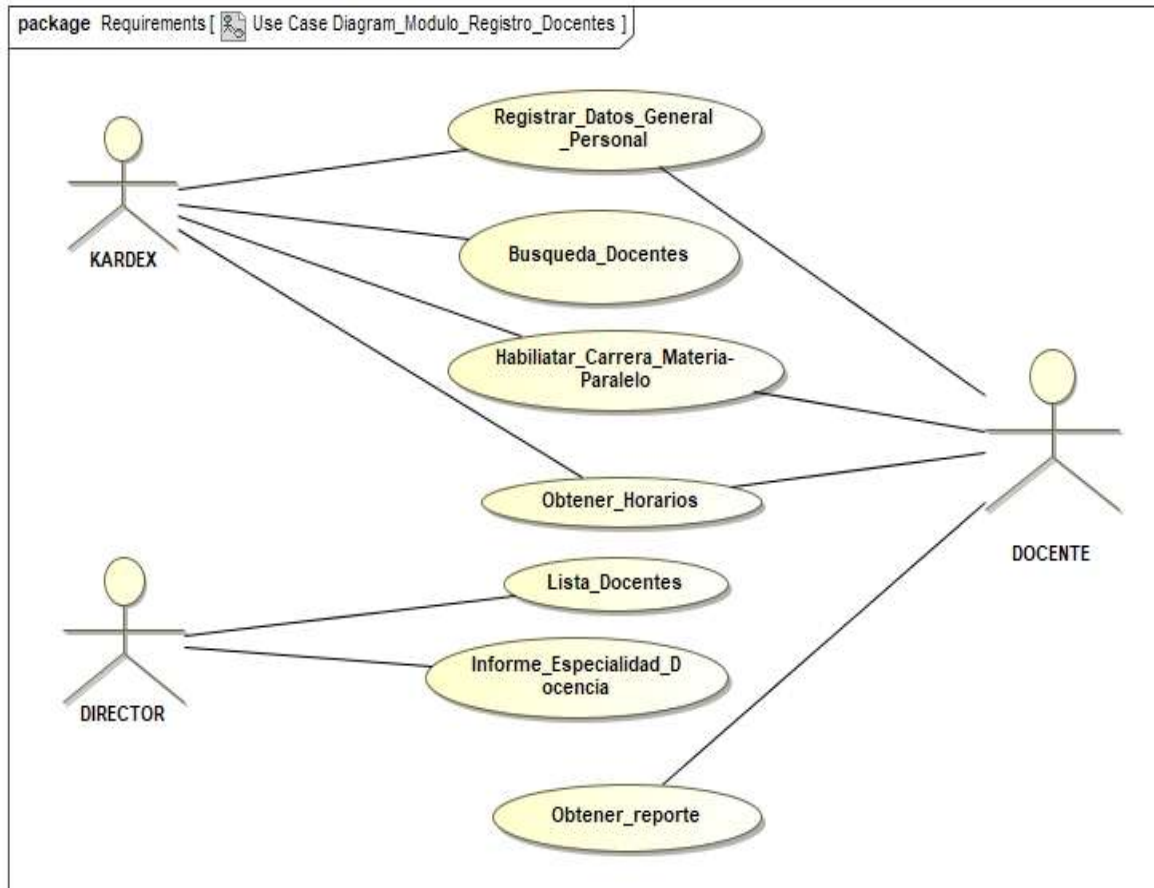 package Requirements [ Use Case Diagram_Modulo_Registro_Docentes ]
Registrar_Datos_General
_Personal
KARDEX
Busqueda_Docentes
Habiliatar_Carrera_Materia-
Paralelo
Obtener_Horarios
DOCENTE
Lista_Docentes
Informe_Especialidad_D
ocencia
DIRECTOR
Obtener_reporte